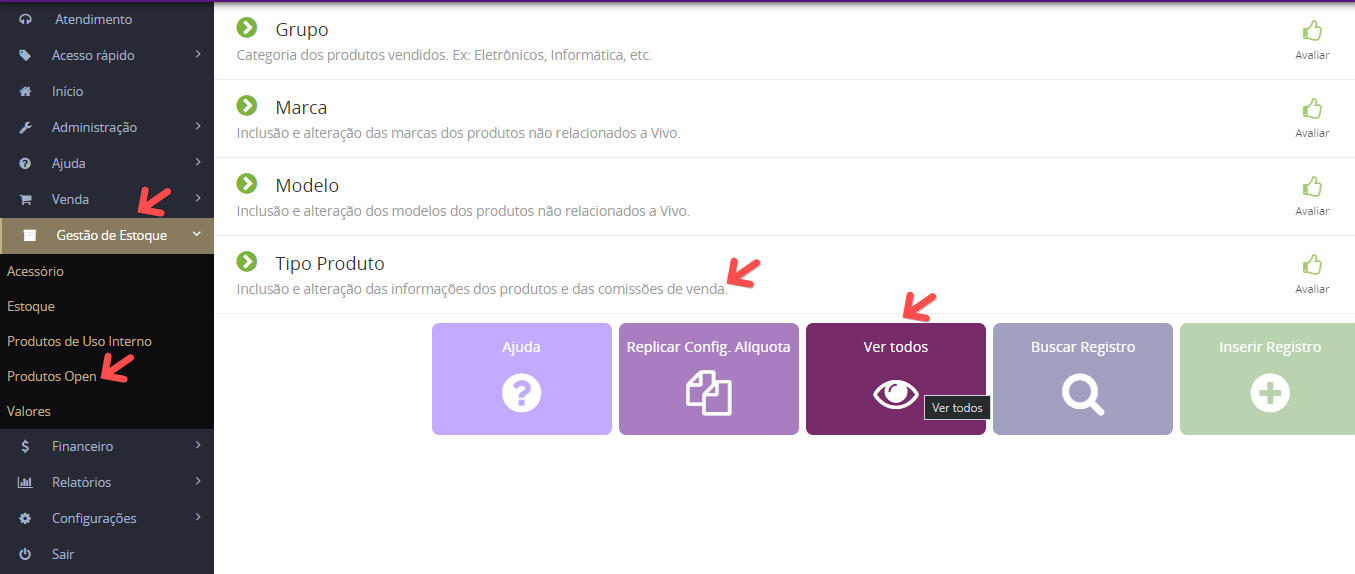 Atendimento
Acesso rápido
Início
Administração
Ajuda
Venda
Gestão de Estoque
Acessório
Estoque
Produtos de Uso Interno
Produtos Open
Valores
Financeiro
Relatórios
Configurações
Sair
Grupo
Categoria dos produtos vendidos. Ex: Eletrônicos, Informática, etc.
Avaliar
Marca
Inclusão e alteração das marcas dos produtos não relacionados a Vivo.
Avaliar
Modelo
Inclusão e alteração dos modelos dos produtos não relacionados a Vivo.
Avaliar
Tipo Produto
Inclusão e alteração das informações dos produtos e das comissões de venda.
Avaliar
Ajuda
Replicar Config. Alíquota
Ver todos
Ver todos
Buscar Registro
Inserir Registro